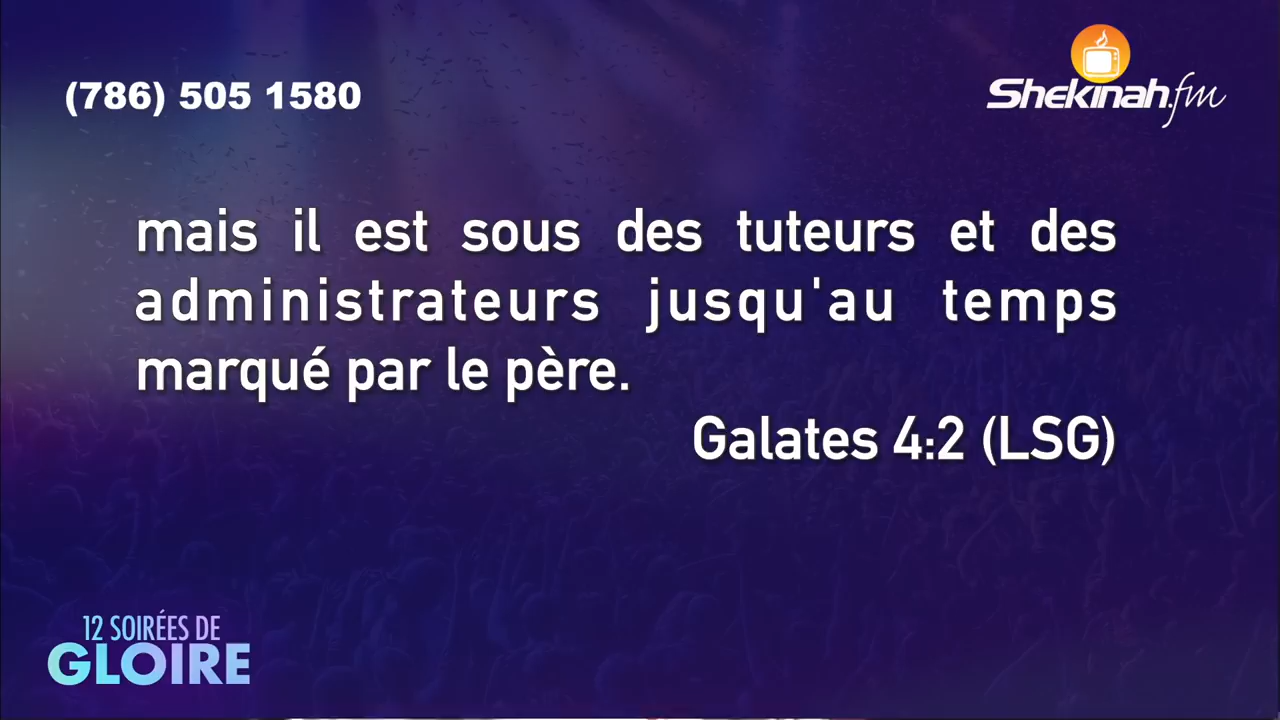 (786) 505 1580
Shekinah.fm
mais il est sous des tuteurs et des
administrateurs jusqu'au temps
marqué par le père.
Galates 4:2 (LSG)
12 SOIRÉES DE
GLOIRE